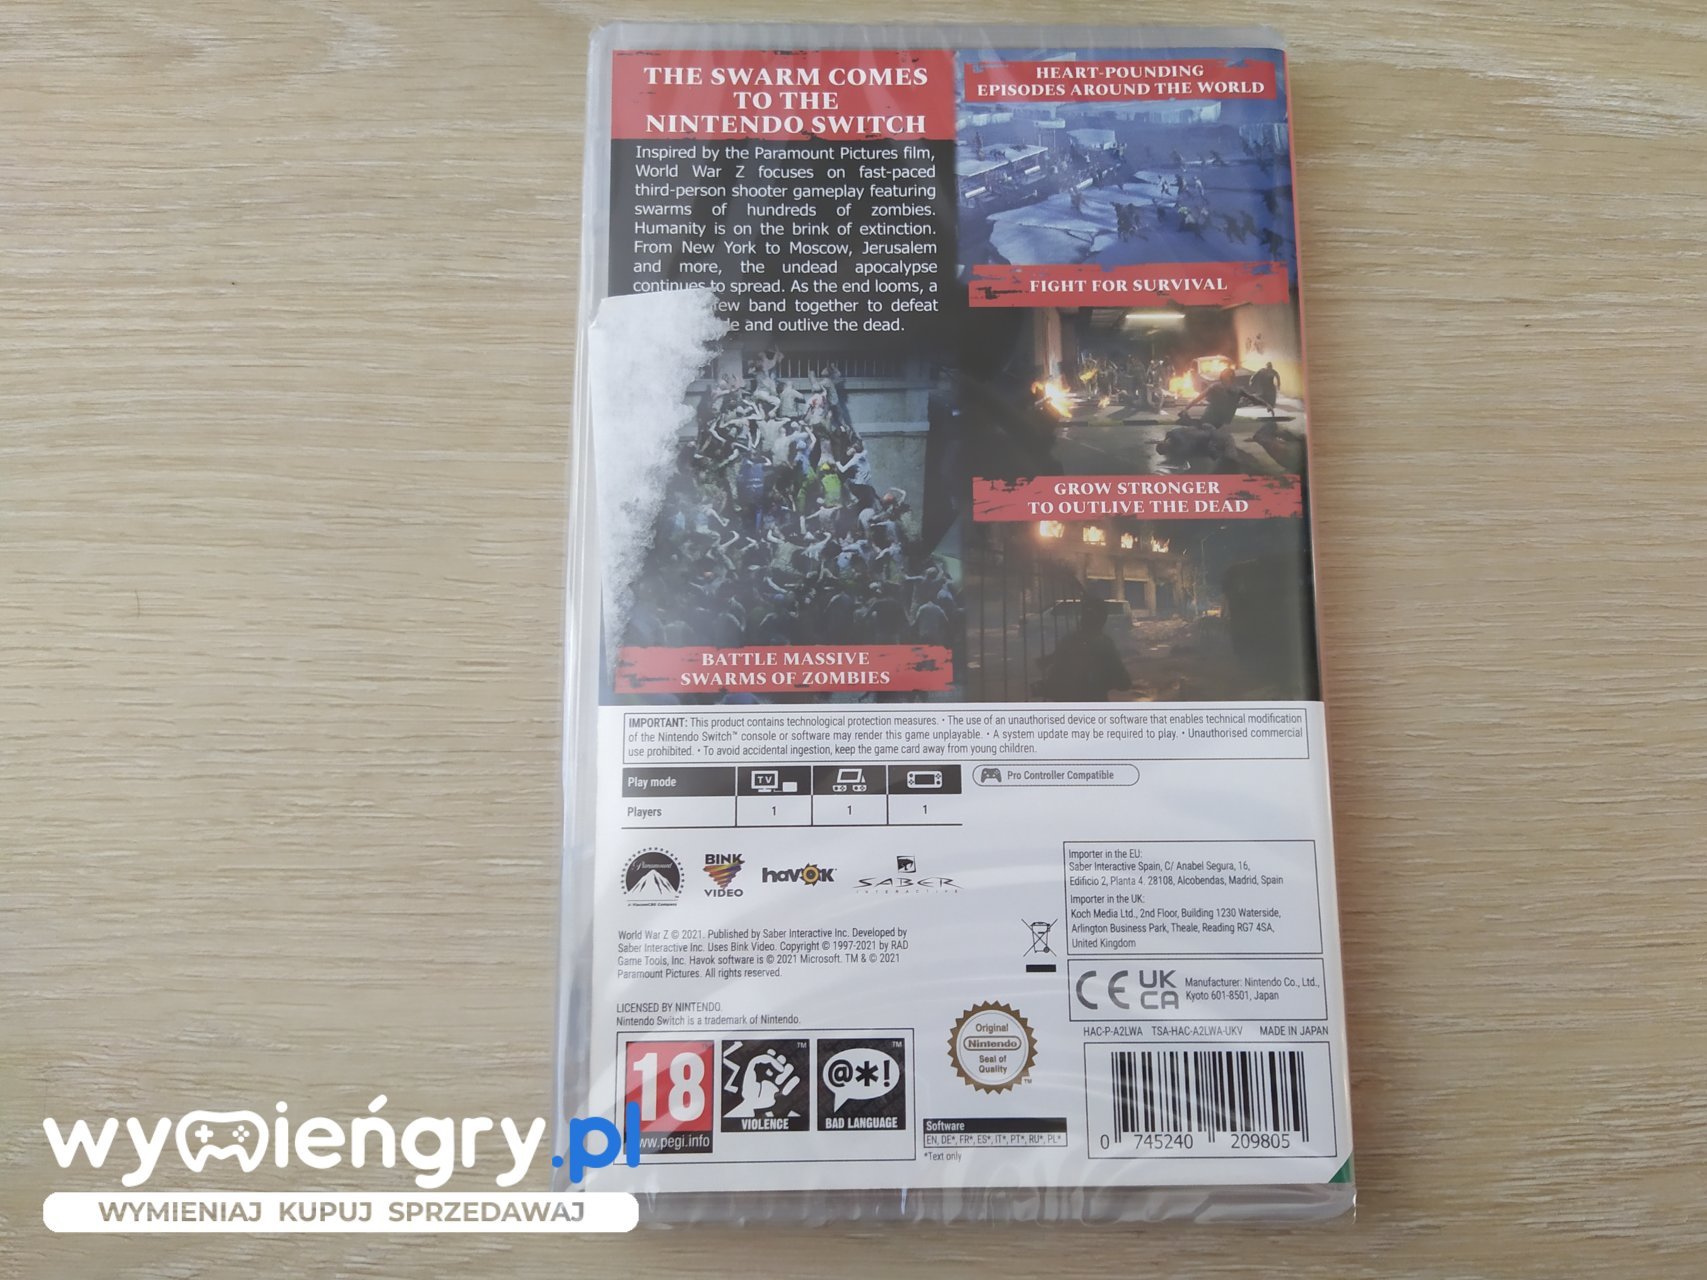 THE SWARM COMES
TO THE
NINTENDO SWITCH
Inspired by the Paramount Pictures film,
World War Z focuses on fast-paced
third-person shooter gameplay featuring
swarms of hundreds of zombies.
Humanity is on the brink of extinction.
From New York to Moscow, Jerusalem
and more, the undead apocalypse
continues to spread. As the end looms, a
few band together to defeat
and outlive the dead.
BATTLE MASSIVE
SWARMS OF ZOMBIES
HEART-POUNDING
EPISODES AROUND THE WORLD
FIGHT FOR SURVIVAL
GROW STRONGER
TO OUTLIVE THE DEAD
IMPORTANT: This product contains technological protection measures. • The use of an unauthorised device or software that enables technical modification
of the Nintendo Switch™ console or software may render this game unplayable. • A system update may be required to play. • Unauthorised commercial
use prohibited. • To avoid accidental ingestion, keep the game card away from young children.
Play mode
TV
Players 1 1 1
Pro Controller Compatible
Paramount
A ViacomCBS Company
BINK
VIDEO
havok
SABER
INTERACTIVE
Importer in the EU:
Saber Interactive Spain, C/ Anabel Segura, 16,
Edificio 2, Planta 4. 28108, Alcobendas, Madrid, Spain
Importer in the UK:
Koch Media Ltd., 2nd Floor, Building 1230 Waterside,
Arlington Business Park, Theale, Reading RG7 4SA,
United Kingdom
World War Z © 2021. Published by Saber Interactive Inc. Developed by
Saber Interactive Inc. Uses Bink Video. Copyright © 1997-2021 by RAD
Game Tools, Inc. Havok software is © 2021 Microsoft. TM & © 2021
Paramount Pictures. All rights reserved.
LICENSED BY NINTENDO.
Nintendo Switch is a trademark of Nintendo.
CE UK
CA
Manufacturer: Nintendo Co., Ltd.,
Kyoto 601-8501, Japan
HAC-P-A2LWA TSA-HAC-A2LWA-UKV MADE IN JAPAN
18
www.pegi.info
VIOLENCE
@*!
BAD LANGUAGE
Original
Nintendo
Seal of
Quality
TM
Software
EN, DE*, FR*, ES*, IT*, PT*, RU*, PL*
*Text only
0 745240 209805
wymieńgry.pl
WYMIENIAJ KUPUJ SPRZEDAWAJ